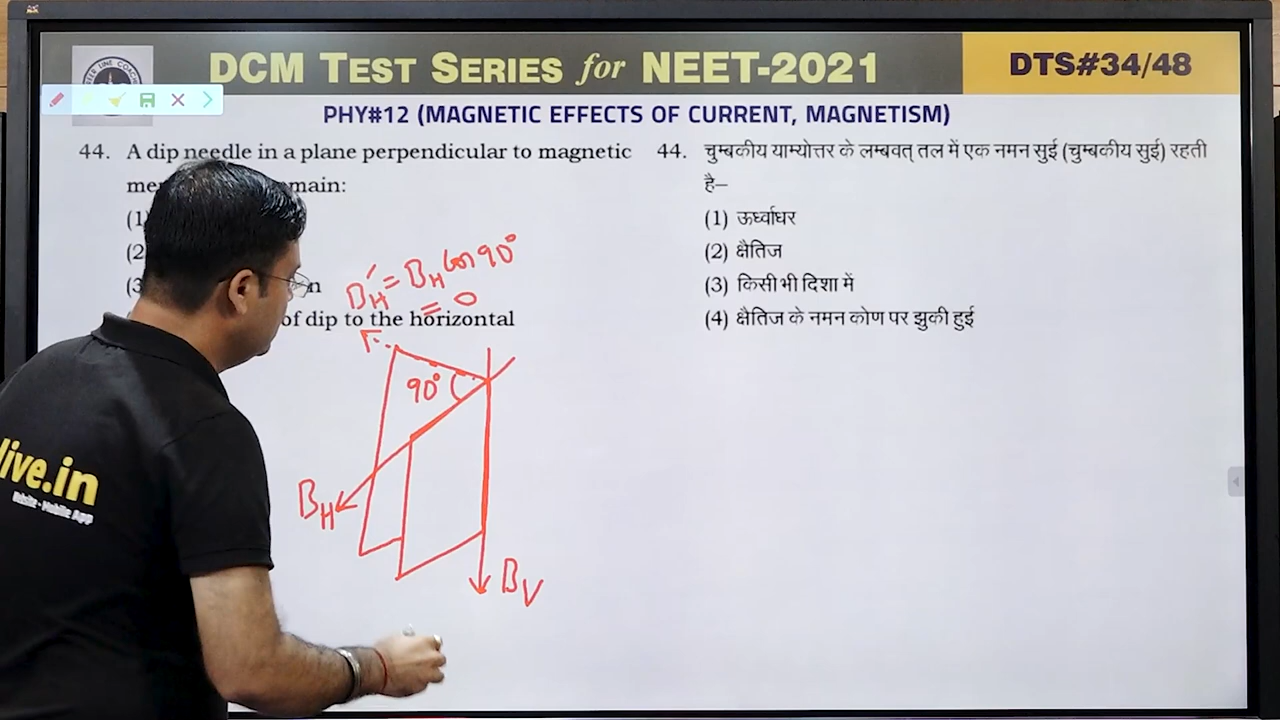 DCM TEST SERIES for NEET-2021
DTS#34/48
PHY#12 (MAGNETIC EFFECTS OF CURRENT, MAGNETISM)
44. A dip needle in a plane perpendicular to magnetic
main:
(1)
(2
(3
n
of dip to the horizontal
44. चुम्बकीय याम्योत्तर के लम्बवत् तल में एक नमन सुई (चुम्बकीय सुई) रहती
है–
(1) ऊर्ध्वाधर
(2) क्षैतिज
(3) किसी भी दिशा में
(4) क्षैतिज के नमन कोण पर झुकी हुई
B'H = BH cos 90°
= 0
90°
BH
BV
live.in
Mobile App